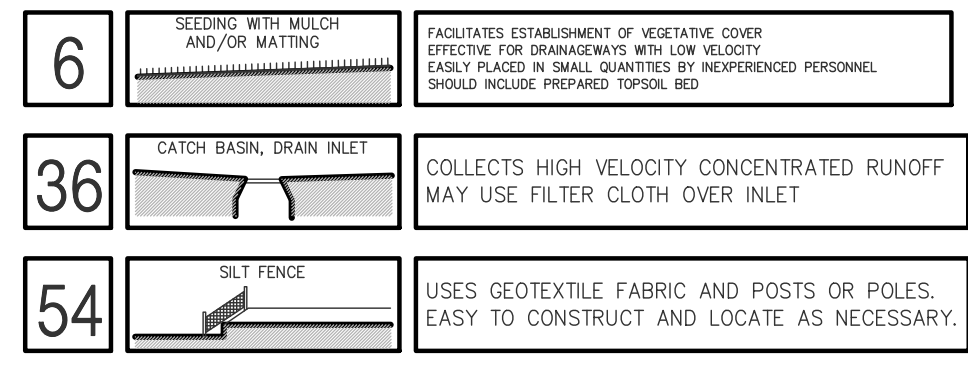 6
SEEDING WITH MULCH
AND/OR MATTING
FACILITATES ESTABLISHMENT OF VEGETATIVE COVER
EFFECTIVE FOR DRAINAGEWAYS WITH LOW VELOCITY
EASILY PLACED IN SMALL QUANTITIES BY INEXPERIENCED PERSONNEL
SHOULD INCLUDE PREPARED TOPSOIL BED
36
CATCH BASIN, DRAIN INLET
COLLECTS HIGH VELOCITY CONCENTRATED RUNOFF
MAY USE FILTER CLOTH OVER INLET
54
SILT FENCE
USES GEOTEXTILE FABRIC AND POSTS OR POLES.
EASY TO CONSTRUCT AND LOCATE AS NECESSARY.